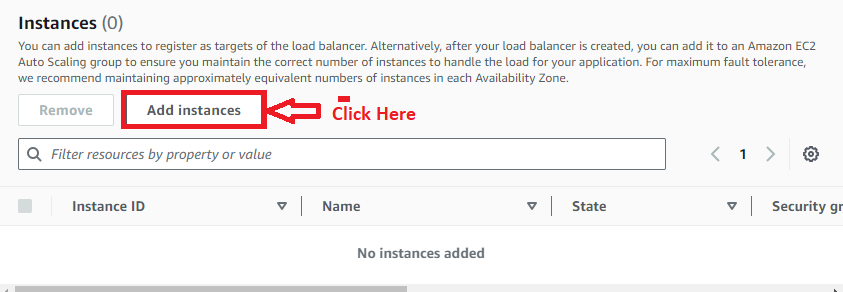 Instances (0)
You can add instances to register as targets of the load balancer. Alternatively, after your load balancer is created, you can add it to an Amazon EC2
Auto Scaling group to ensure you maintain the correct number of instances to handle the load for your application. For maximum fault tolerance,
we recommend maintaining approximately equivalent numbers of instances in each Availability Zone.
Remove Add instances Click Here
Filter resources by property or value 1
Instance ID Name State Security gr
No instances added